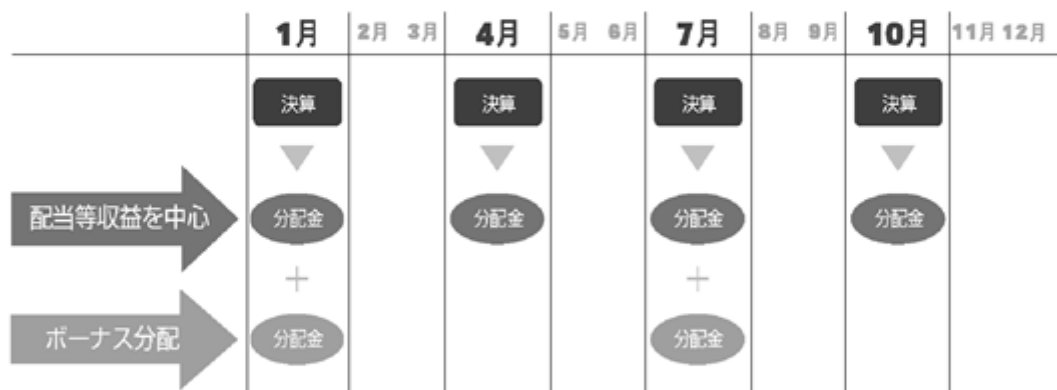 1月 2月 3月 4月 5月 6月 7月 8月 9月 10月 11月 12月
決算 決算 決算 決算
配当等収益を中心 分配金 分配金 分配金 分配金
+ +
ボーナス分配 分配金 分配金